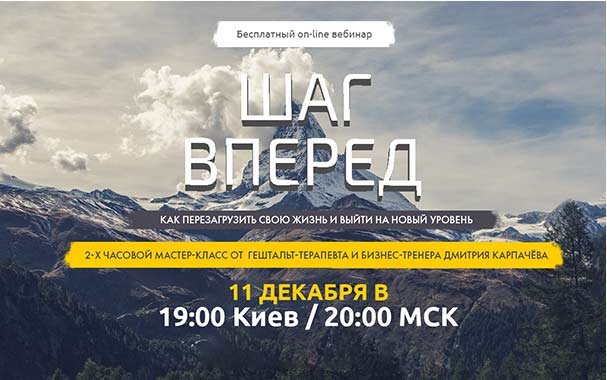 Бесплатный on-line вебинар
ШАГ
ВПЕРЕД
КАК ПЕРЕЗАГРУЗИТЬ СВОЮ ЖИЗНЬ И ВЫЙТИ НА НОВЫЙ УРОВЕНЬ
2-Х ЧАСОВОЙ МАСТЕР-КЛАСС ОТ ГЕШТАЛЬТ-ТЕРАПЕВТА И БИЗНЕС-ТРЕНЕРА ДМИТРИЯ КАРПАЧЁВА
11 ДЕКАБРЯ В
19:00 Киев / 20:00 МСК